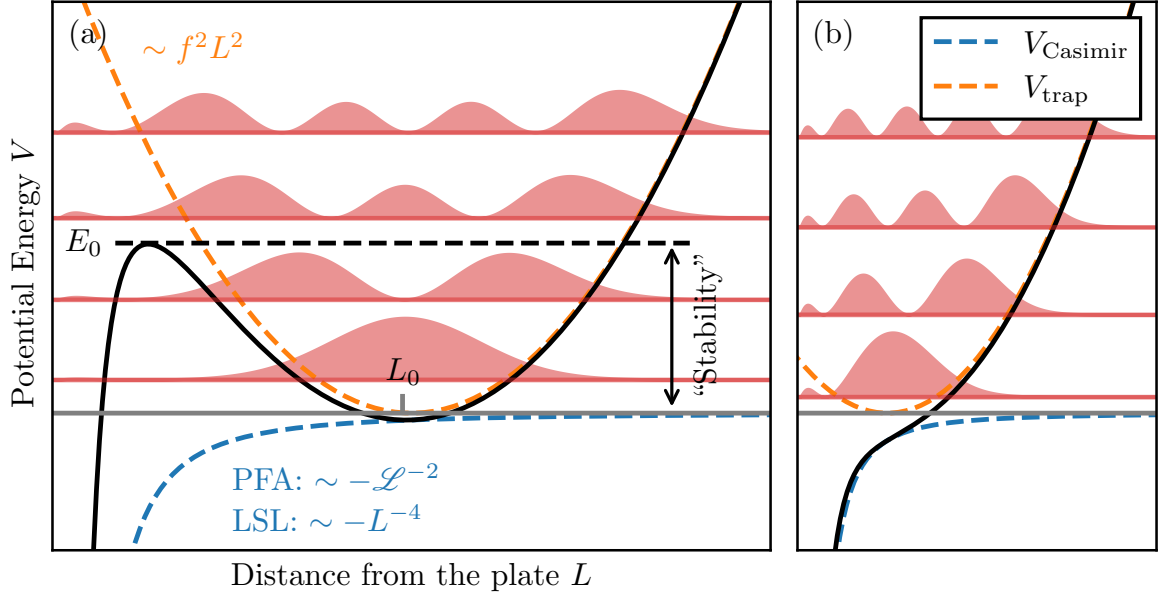 (a)
∼ f²L²
E₀
L₀
“Stability”
PFA: ∼ −ℒ⁻²
LSL: ∼ −L⁻⁴
Potential Energy V
Distance from the plate L
(b)
V_Casimir
V_trap